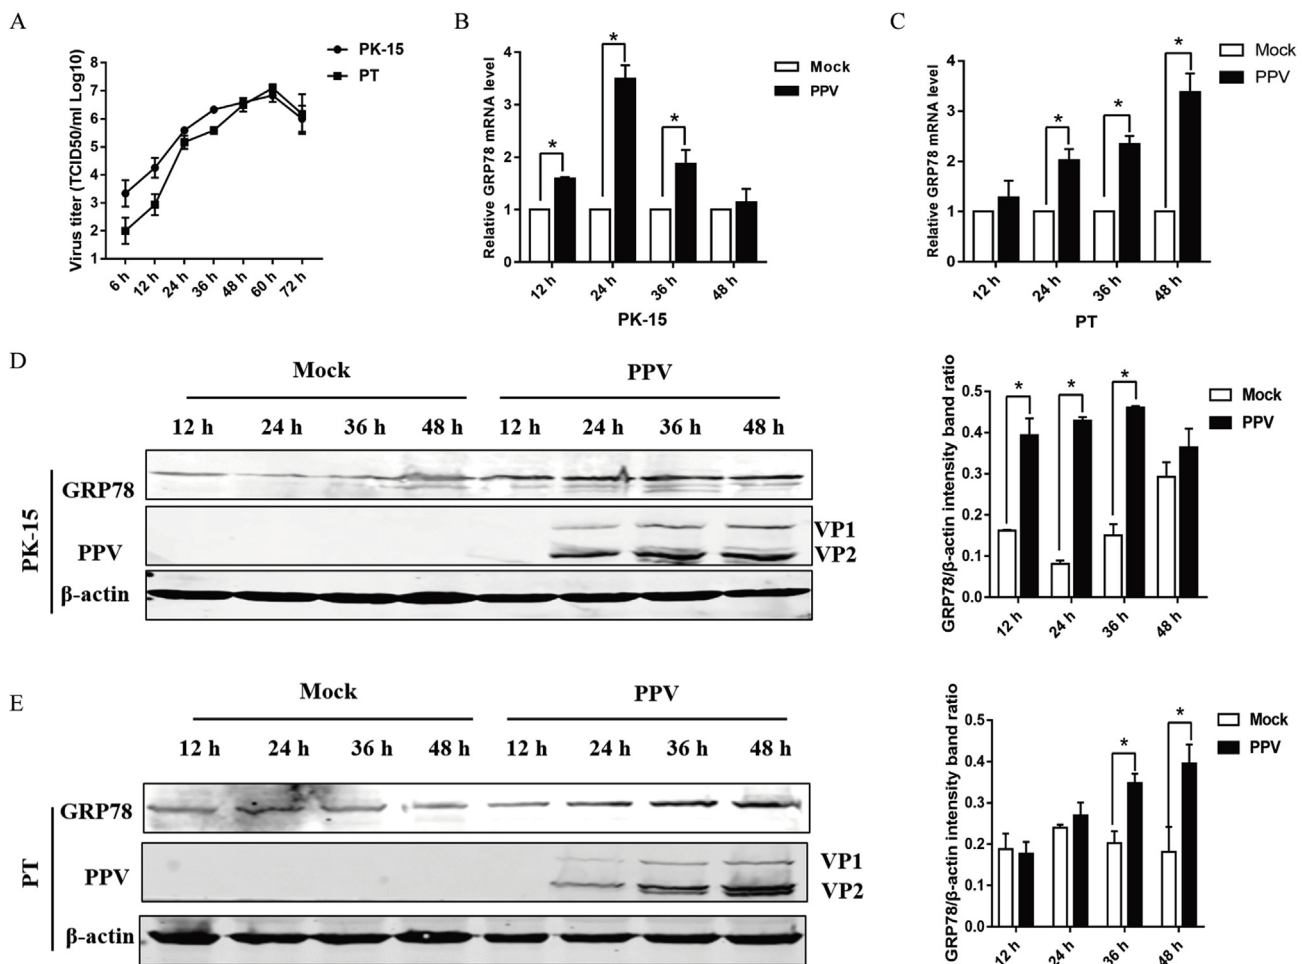 A
Virus titer (TCID50/ml Log10)
8
7
6
5
4
3
2
1
6 h
12 h
24 h
36 h
48 h
60 h
72 h
PK-15
PT
B
Relative GRP78 mRNA level
4
3
2
1
0
12 h
24 h
36 h
48 h
PK-15
Mock
PPV
*
*
*
C
Relative GRP78 mRNA level
4
3
2
1
0
12 h
24 h
36 h
48 h
PT
Mock
PPV
*
*
*
D
Mock
PPV
12 h 24 h 36 h 48 h 12 h 24 h 36 h 48 h
PK-15
GRP78
PPV
VP1
VP2
β-actin
GRP78/β-actin intensity band ratio
0.5
0.4
0.3
0.2
0.1
0.0
12 h
24 h
36 h
48 h
Mock
PPV
*
*
*
E
Mock
PPV
12 h 24 h 36 h 48 h 12 h 24 h 36 h 48 h
PT
GRP78
PPV
VP1
VP2
β-actin
GRP78/β-actin intensity band ratio
0.5
0.4
0.3
0.2
0.1
0.0
12 h
24 h
36 h
48 h
Mock
PPV
*
*